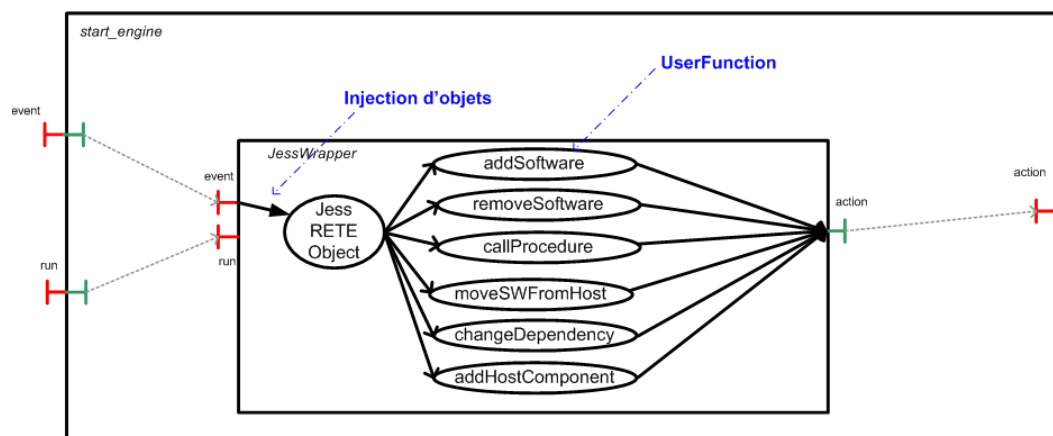 start_engine
UserFunction
Injection d'objets
event
JessWrapper
addSoftware
event
action
action
removeSoftware
Jess
RETE
Object
callProcedure
run
run
moveSWFromHost
changeDependency
addHostComponent